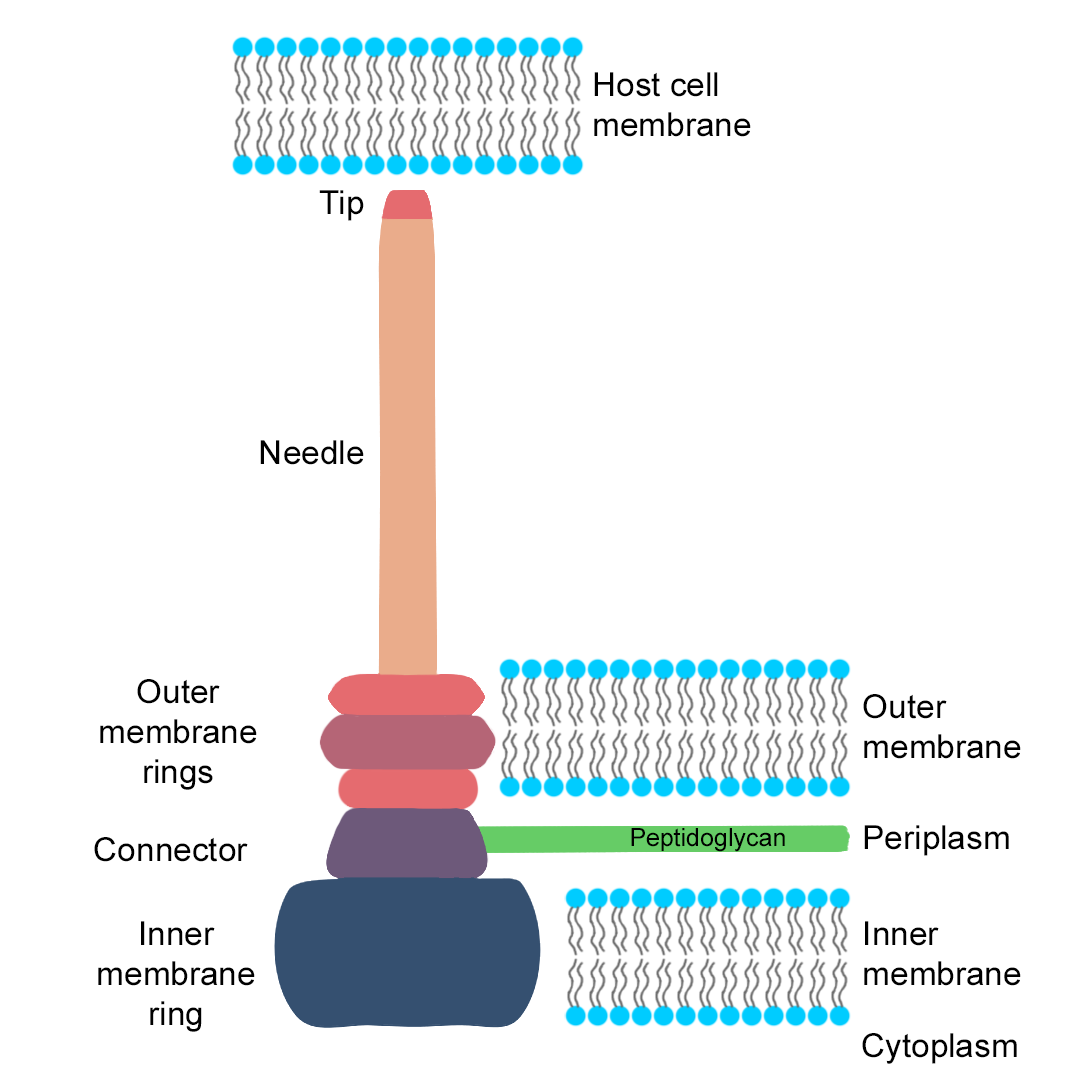 Host cell
membrane
Tip
Needle
Outer
membrane
rings
Outer
membrane
Connector
Peptidoglycan
Periplasm
Inner
membrane
ring
Inner
membrane
Cytoplasm